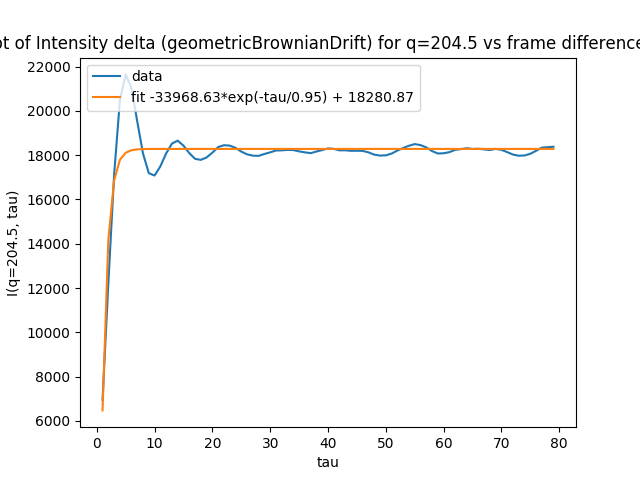 ot of Intensity delta (geometricBrownianDrift) for q=204.5 vs frame difference
data
fit -33968.63*exp(-tau/0.95) + 18280.87
22000
20000
18000
16000
14000
12000
10000
8000
6000
I(q=204.5, tau)
0 10 20 30 40 50 60 70 80
tau